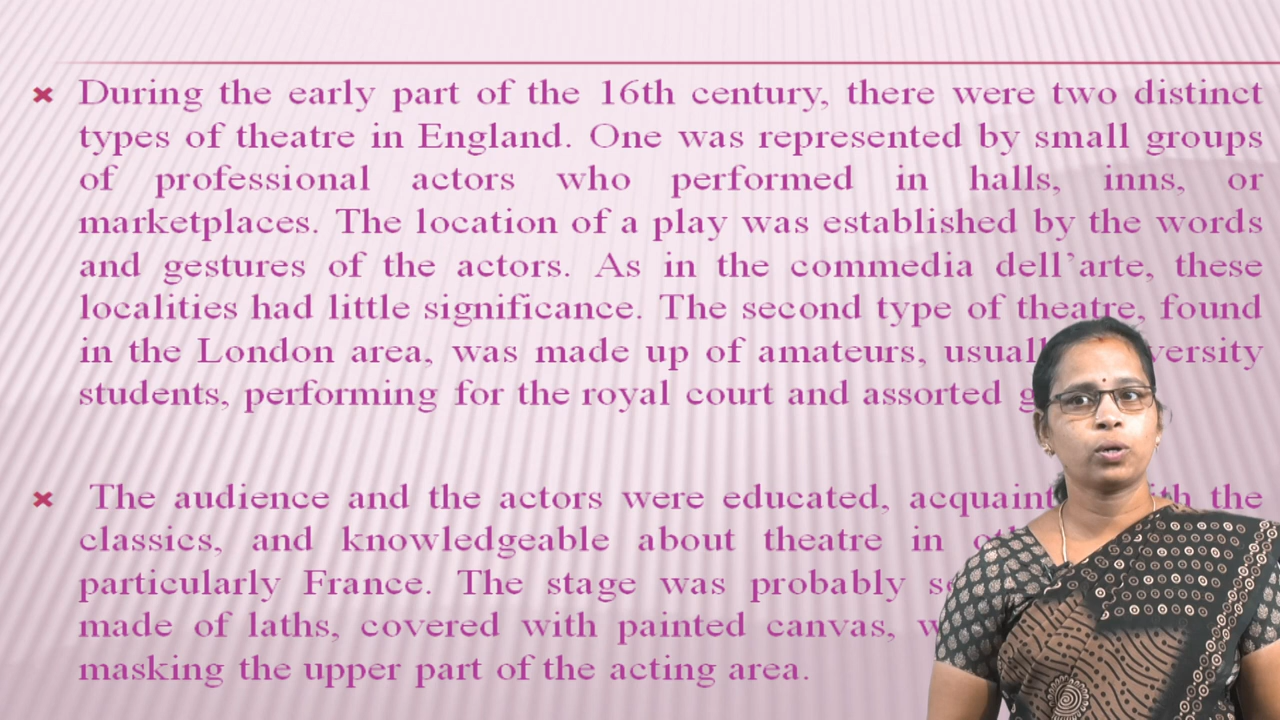 During the early part of the 16th century, there were two distinct
types of theatre in England. One was represented by small groups
of professional actors who performed in halls, inns, or
marketplaces. The location of a play was established by the words
and gestures of the actors. As in the commedia dell’arte, these
localities had little significance. The second type of theatre, found
in the London area, was made up of amateurs,
students, performing for the royal court and assorted
The audience and the actors were educated, the
classics, and knowledgeable about theatre in
particularly France. The stage was probably
made of laths, covered with painted canvas,
masking the upper part of the acting area.